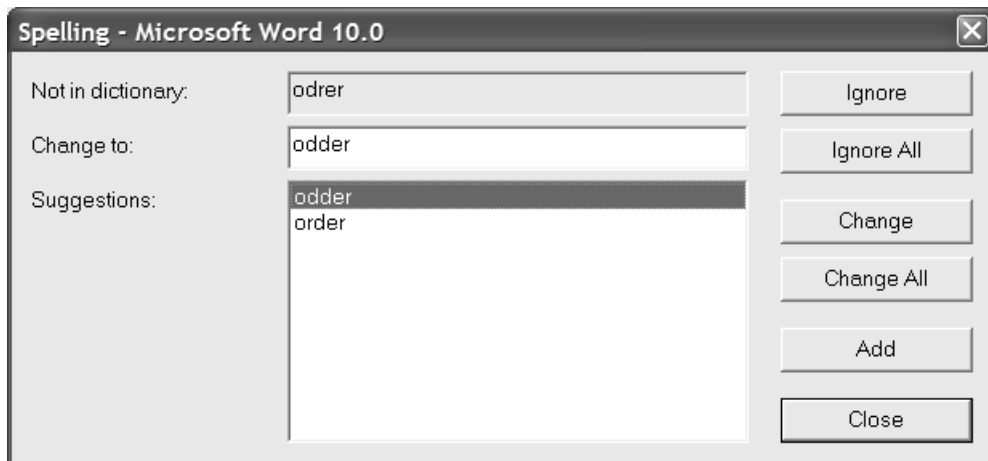 Spelling - Microsoft Word 10.0
Not in dictionary: odrer Ignore
Change to: odder Ignore All
Suggestions: odder
order Change
Change All
Add
Close